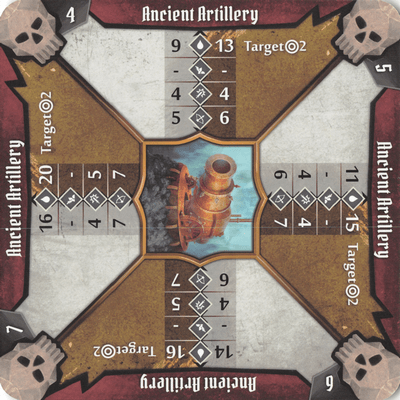 4
Ancient Artillery
9 13 Target 2
- -
4 4
5 6
5
Ancient Artillery
11 15 Target 2
- -
4 4
6 7
6
Ancient Artillery
14 16 Target 2
- -
4 5
6 7
7
Ancient Artillery
16 20 Target 2
- -
4 5
7 7